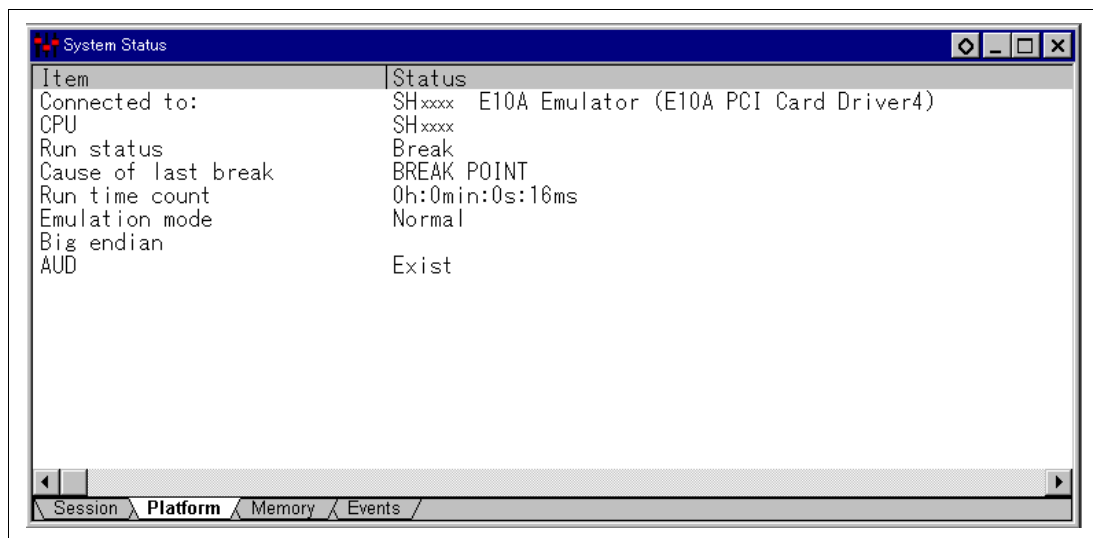 System Status
Item Status
Connected to: SHxxxx E10A Emulator (E10A PCI Card Driver4)
CPU SHxxxx
Run status Break
Cause of last break BREAK POINT
Run time count 0h:0min:0s:16ms
Emulation mode Normal
Big endian
AUD Exist
Session Platform Memory Events